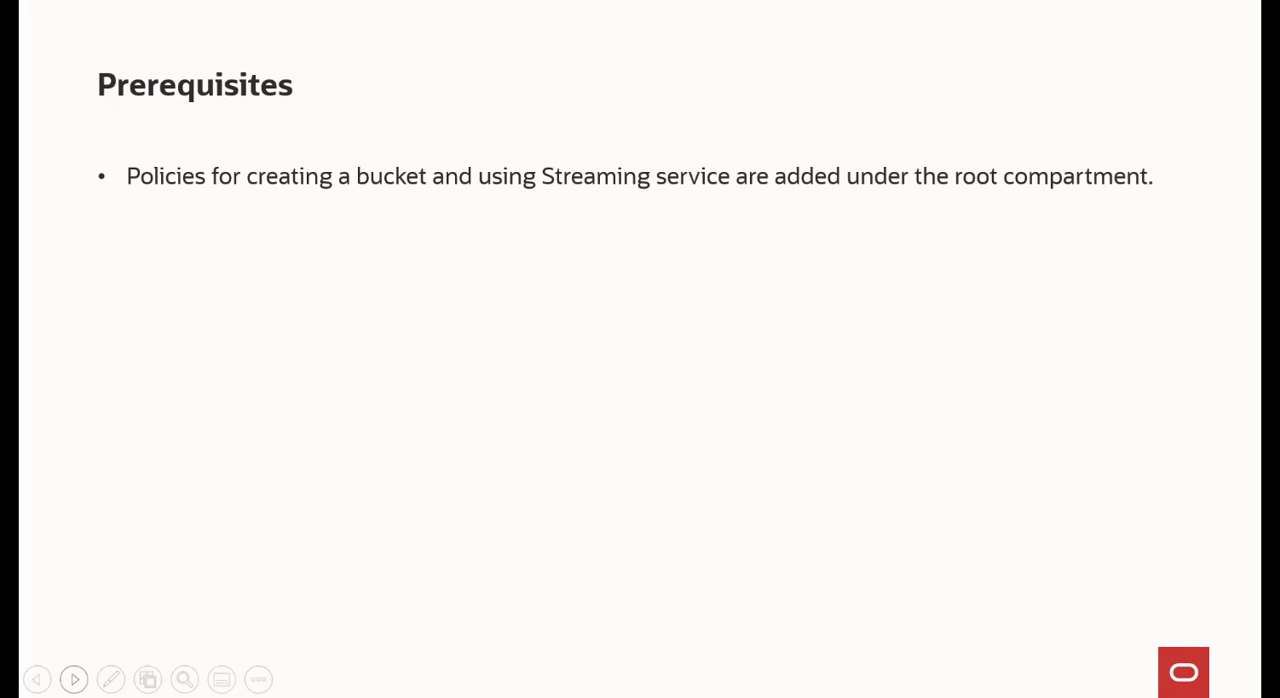 Prerequisites
• Policies for creating a bucket and using Streaming service are added under the root compartment.